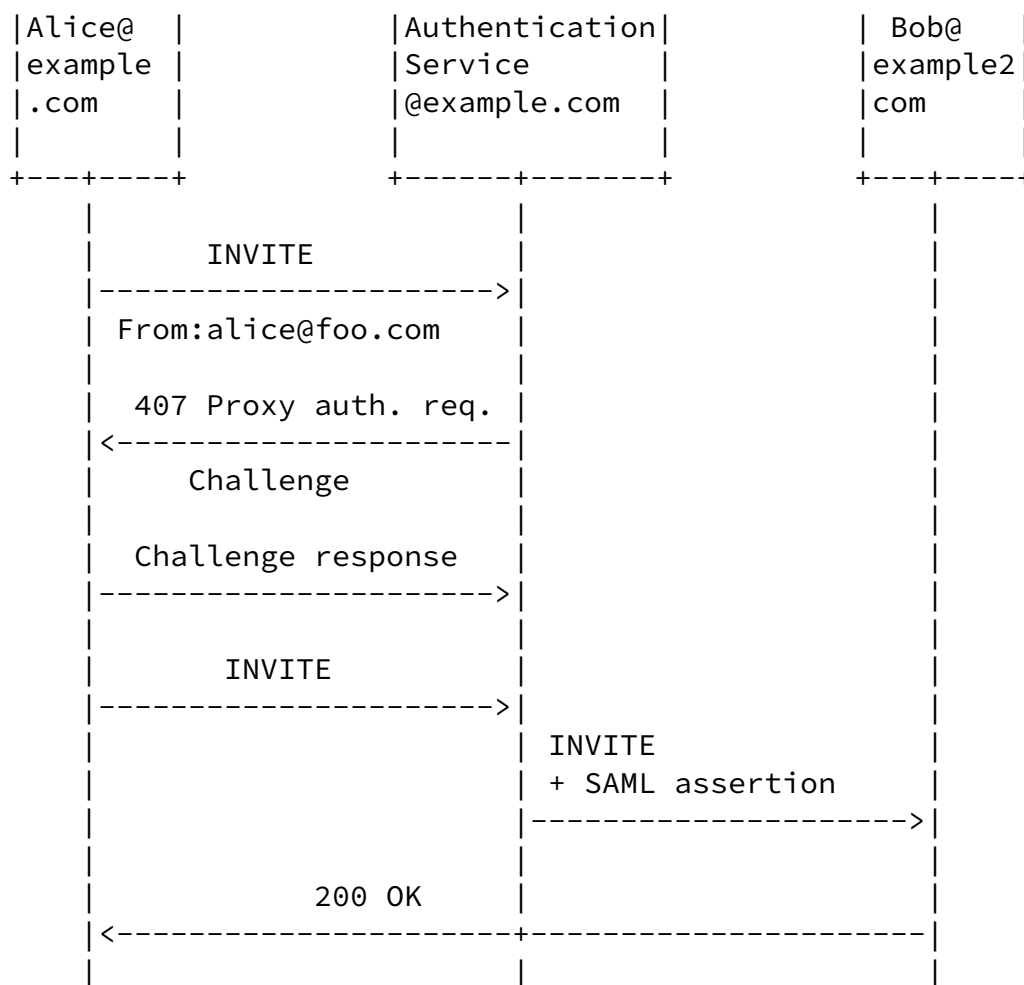 |Alice@  |           |Authentication|          | Bob@   |
|example |           |Service       |          |example2
|.com    |           |@example.com  |          |com     |
|        |           |              |          |        |
+---+----+           +------+-------+          +---+----+
    |                       |                      |
    |      INVITE           |                      |
    |---------------------->|                      |
    | From:alice@foo.com    |                      |
    |                       |                      |
    |  407 Proxy auth. req. |                      |
    |<----------------------|                      |
    |     Challenge         |                      |
    |                       |                      |
    |  Challenge response   |                      |
    |---------------------->|                      |
    |                       |                      |
    |       INVITE          |                      |
    |---------------------->|                      |
    |                       | INVITE               |
    |                       | + SAML assertion     |
    |                       |--------------------->|
    |                       |                      |
    |            200 OK     |                      |
    |<----------------------+----------------------|
    |                       |                      |